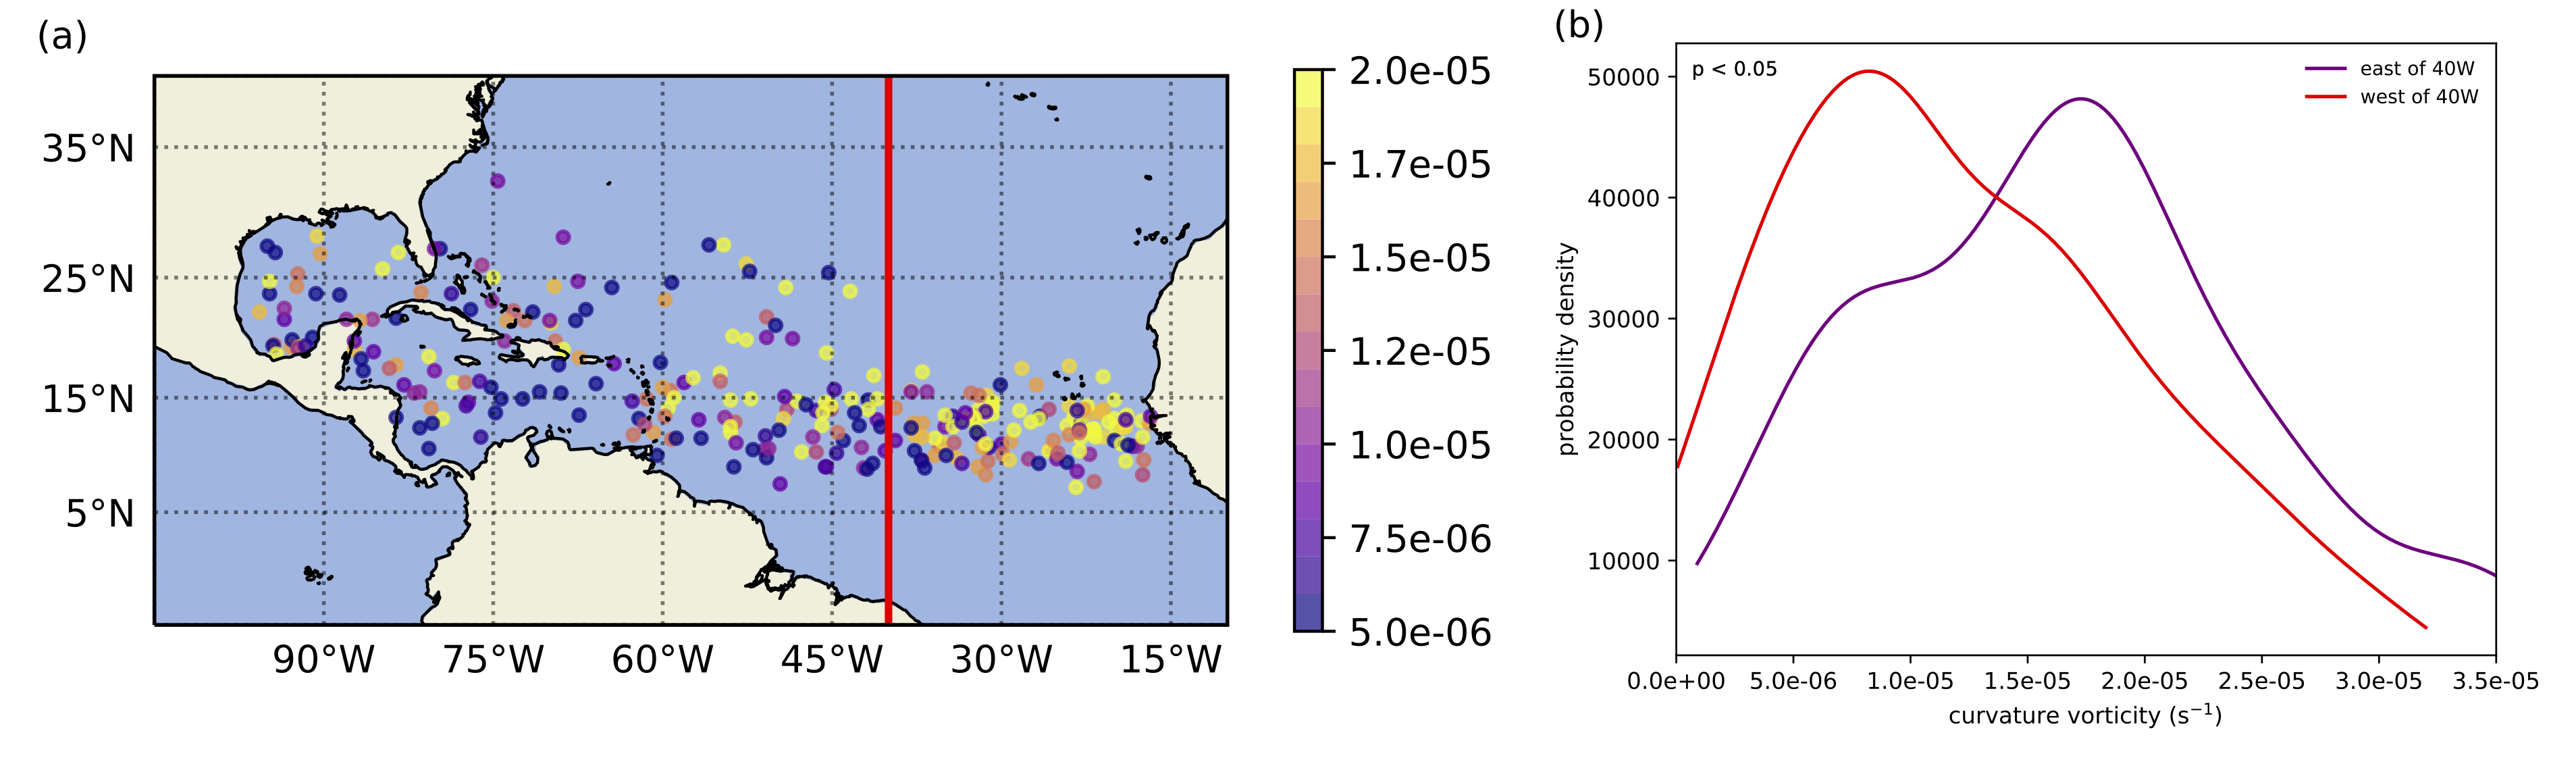 (a)
35°N
25°N
15°N
5°N
90°W 75°W 60°W 45°W 30°W 15°W
2.0e-05
1.7e-05
1.5e-05
1.2e-05
1.0e-05
7.5e-06
5.0e-06
(b)
p < 0.05
east of 40W
west of 40W
probability density
50000
40000
30000
20000
10000
0.0e+00 5.0e-06 1.0e-05 1.5e-05 2.0e-05 2.5e-05 3.0e-05 3.5e-05
curvature vorticity (s⁻¹)